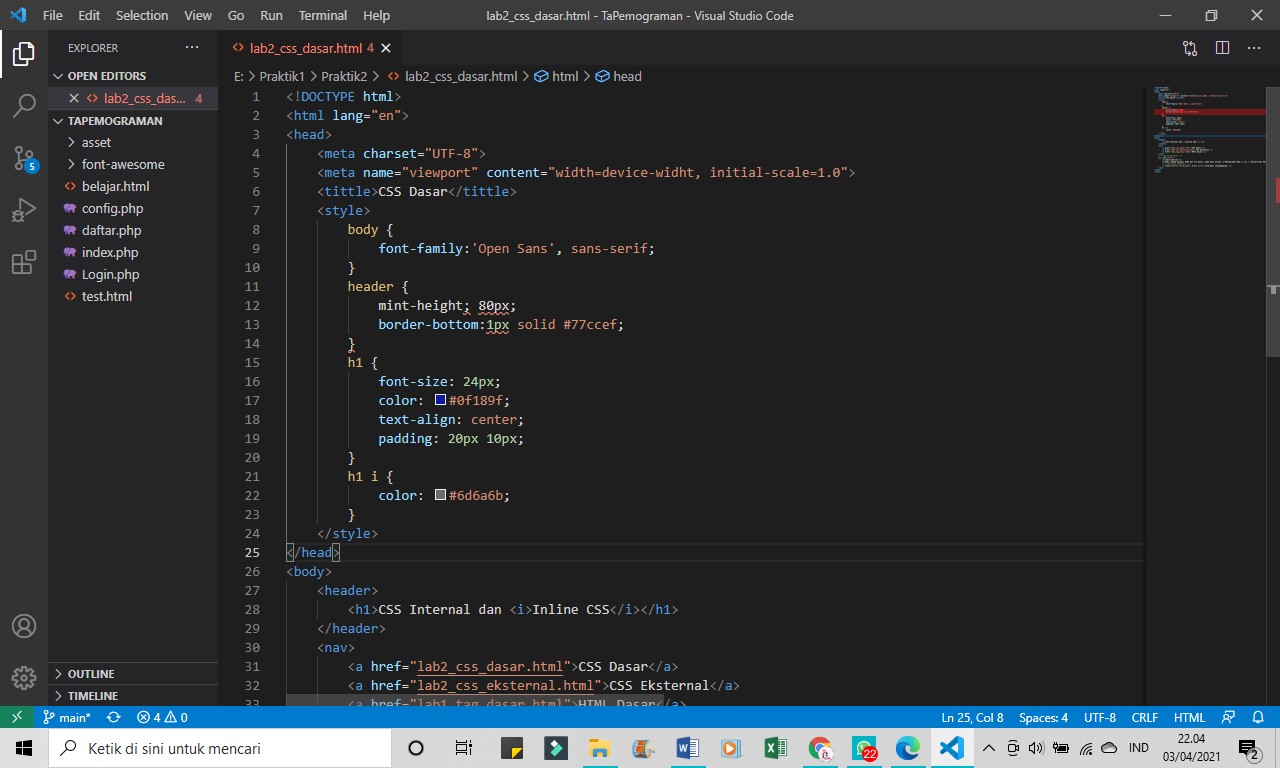 File Edit Selection View Go Run Terminal Help lab2_css_dasar.html - TaPemograman - Visual Studio Code
EXPLORER ···
OPEN EDITORS
lab2_css_das... 4
TAPEMOGRAMAN
asset
font-awesome
belajar.html
config.php
daftar.php
index.php
Login.php
test.html
OUTLINE
TIMELINE
5
lab2_css_dasar.html 4
E: > Praktik1 > Praktik2 > lab2_css_dasar.html > html > head
1 <!DOCTYPE html>
2 <html lang="en">
3 <head>
4 <meta charset="UTF-8">
5 <meta name="viewport" content="width=device-widht, initial-scale=1.0">
6 <tittle>CSS Dasar</tittle>
7 <style>
8 body {
9 font-family:'Open Sans', sans-serif;
10 }
11 header {
12 mint-height; 80px;
13 border-bottom:1px solid #77ccef;
14 }
15 h1 {
16 font-size: 24px;
17 color: #0f189f;
18 text-align: center;
19 padding: 20px 10px;
20 }
21 h1 i {
22 color: #6d6a6b;
23 }
24 </style>
25 </head>
26 <body>
27 <header>
28 <h1>CSS Internal dan <i>Inline CSS</i></h1>
29 </header>
30 <nav>
31 <a href="lab2_css_dasar.html">CSS Dasar</a>
32 <a href="lab2_css_eksternal.html">CSS Eksternal</a>
33 <a href="lab1_tag_dasar.html">HTML Dasar</a>
main* 4 0 Ln 25, Col 8 Spaces: 4 UTF-8 CRLF HTML
Ketik di sini untuk mencari
22
IND
22.04
03/04/2021
2